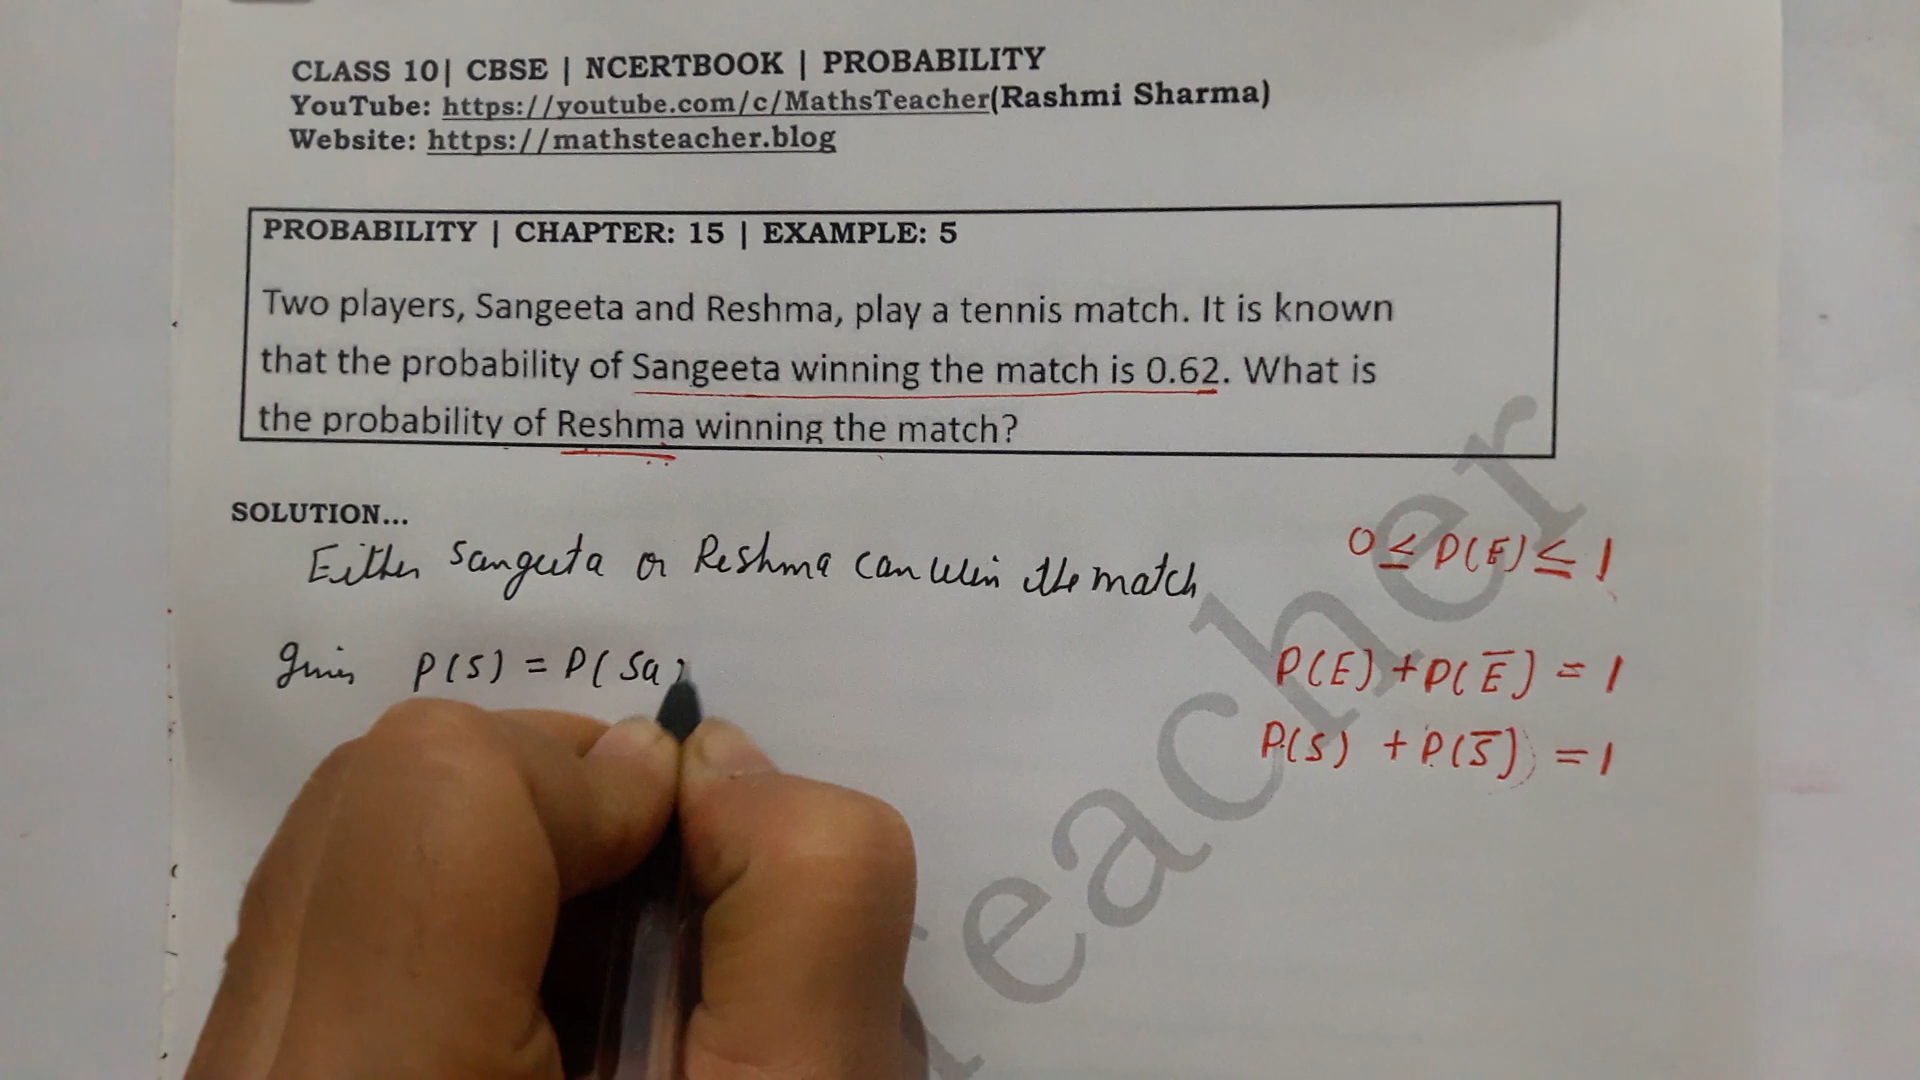 CLASS 10| CBSE | NCERTBOOK | PROBABILITY
YouTube: https://youtube.com/c/MathsTeacher(Rashmi Sharma)
Website: https://mathsteacher.blog
PROBABILITY | CHAPTER: 15 | EXAMPLE: 5
Two players, Sangeeta and Reshma, play a tennis match. It is known
that the probability of Sangeeta winning the match is 0.62. What is
the probability of Reshma winning the match?
SOLUTION...
Either Sangeeta or Reshma can win the match
0 ≤ P(E) ≤ 1
P(S) = P(Sa
P(E) + P(E̅) = 1
P(S) + P(S̅) = 1
eacher